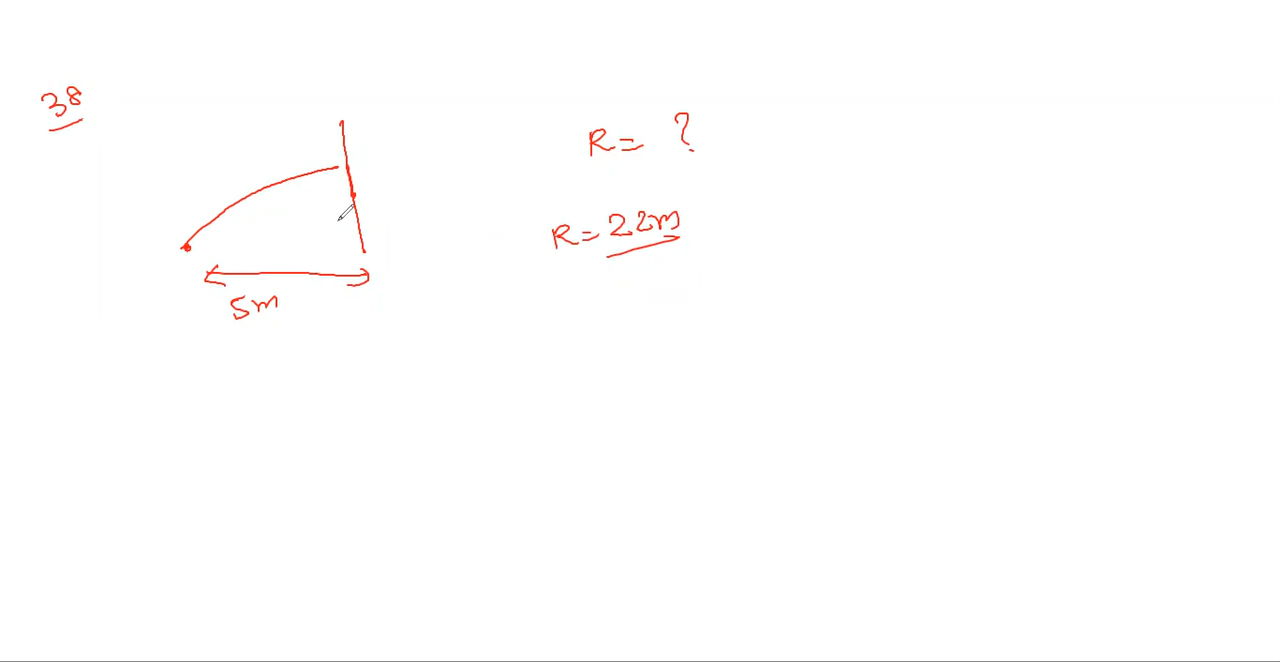 38
R = ?
R = 22m
5m